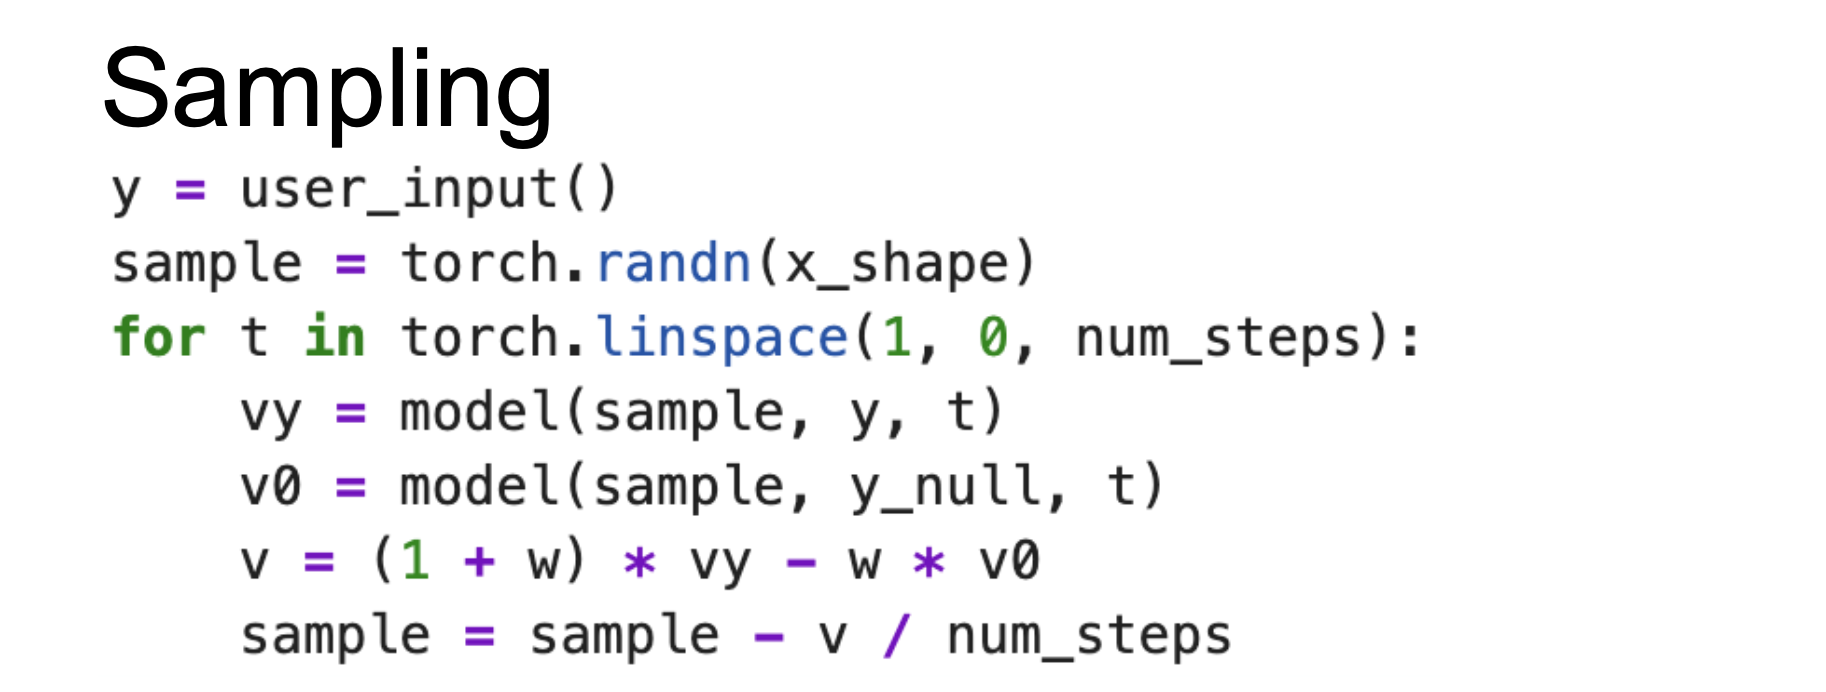 Sampling
y = user_input()
sample = torch.randn(x_shape)
for t in torch.linspace(1, 0, num_steps):
    vy = model(sample, y, t)
    v0 = model(sample, y_null, t)
    v = (1 + w) * vy - w * v0
    sample = sample - v / num_steps